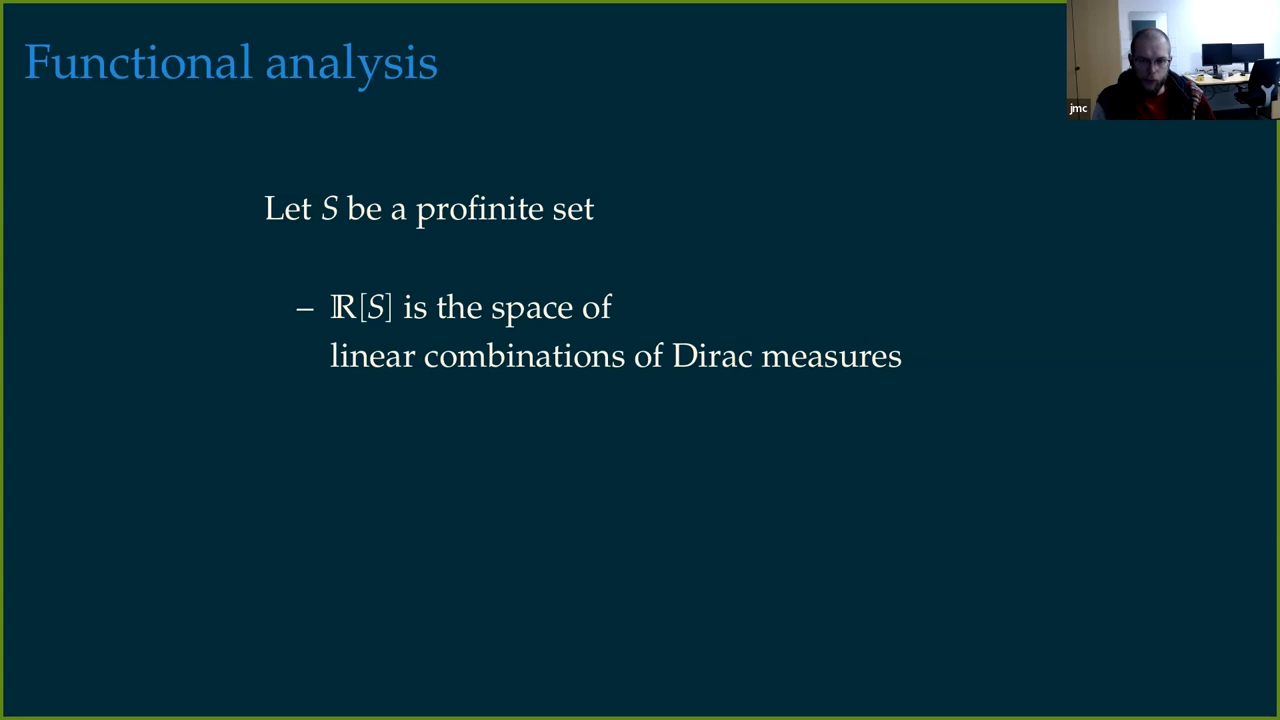 Functional analysis
jmc
Let S be a profinite set
– ℝ[S] is the space of
linear combinations of Dirac measures